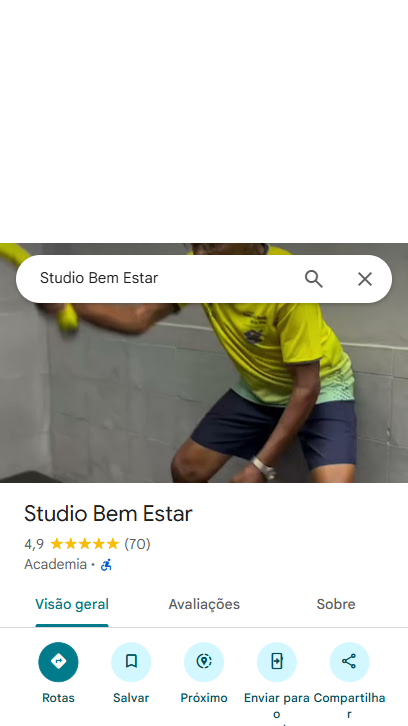 Studio Bem Estar
Studio Bem Estar
4,9 (70)
Academia ·
Visão geral Avaliações Sobre
Rotas Salvar Próximo Enviar para o Compartilhar